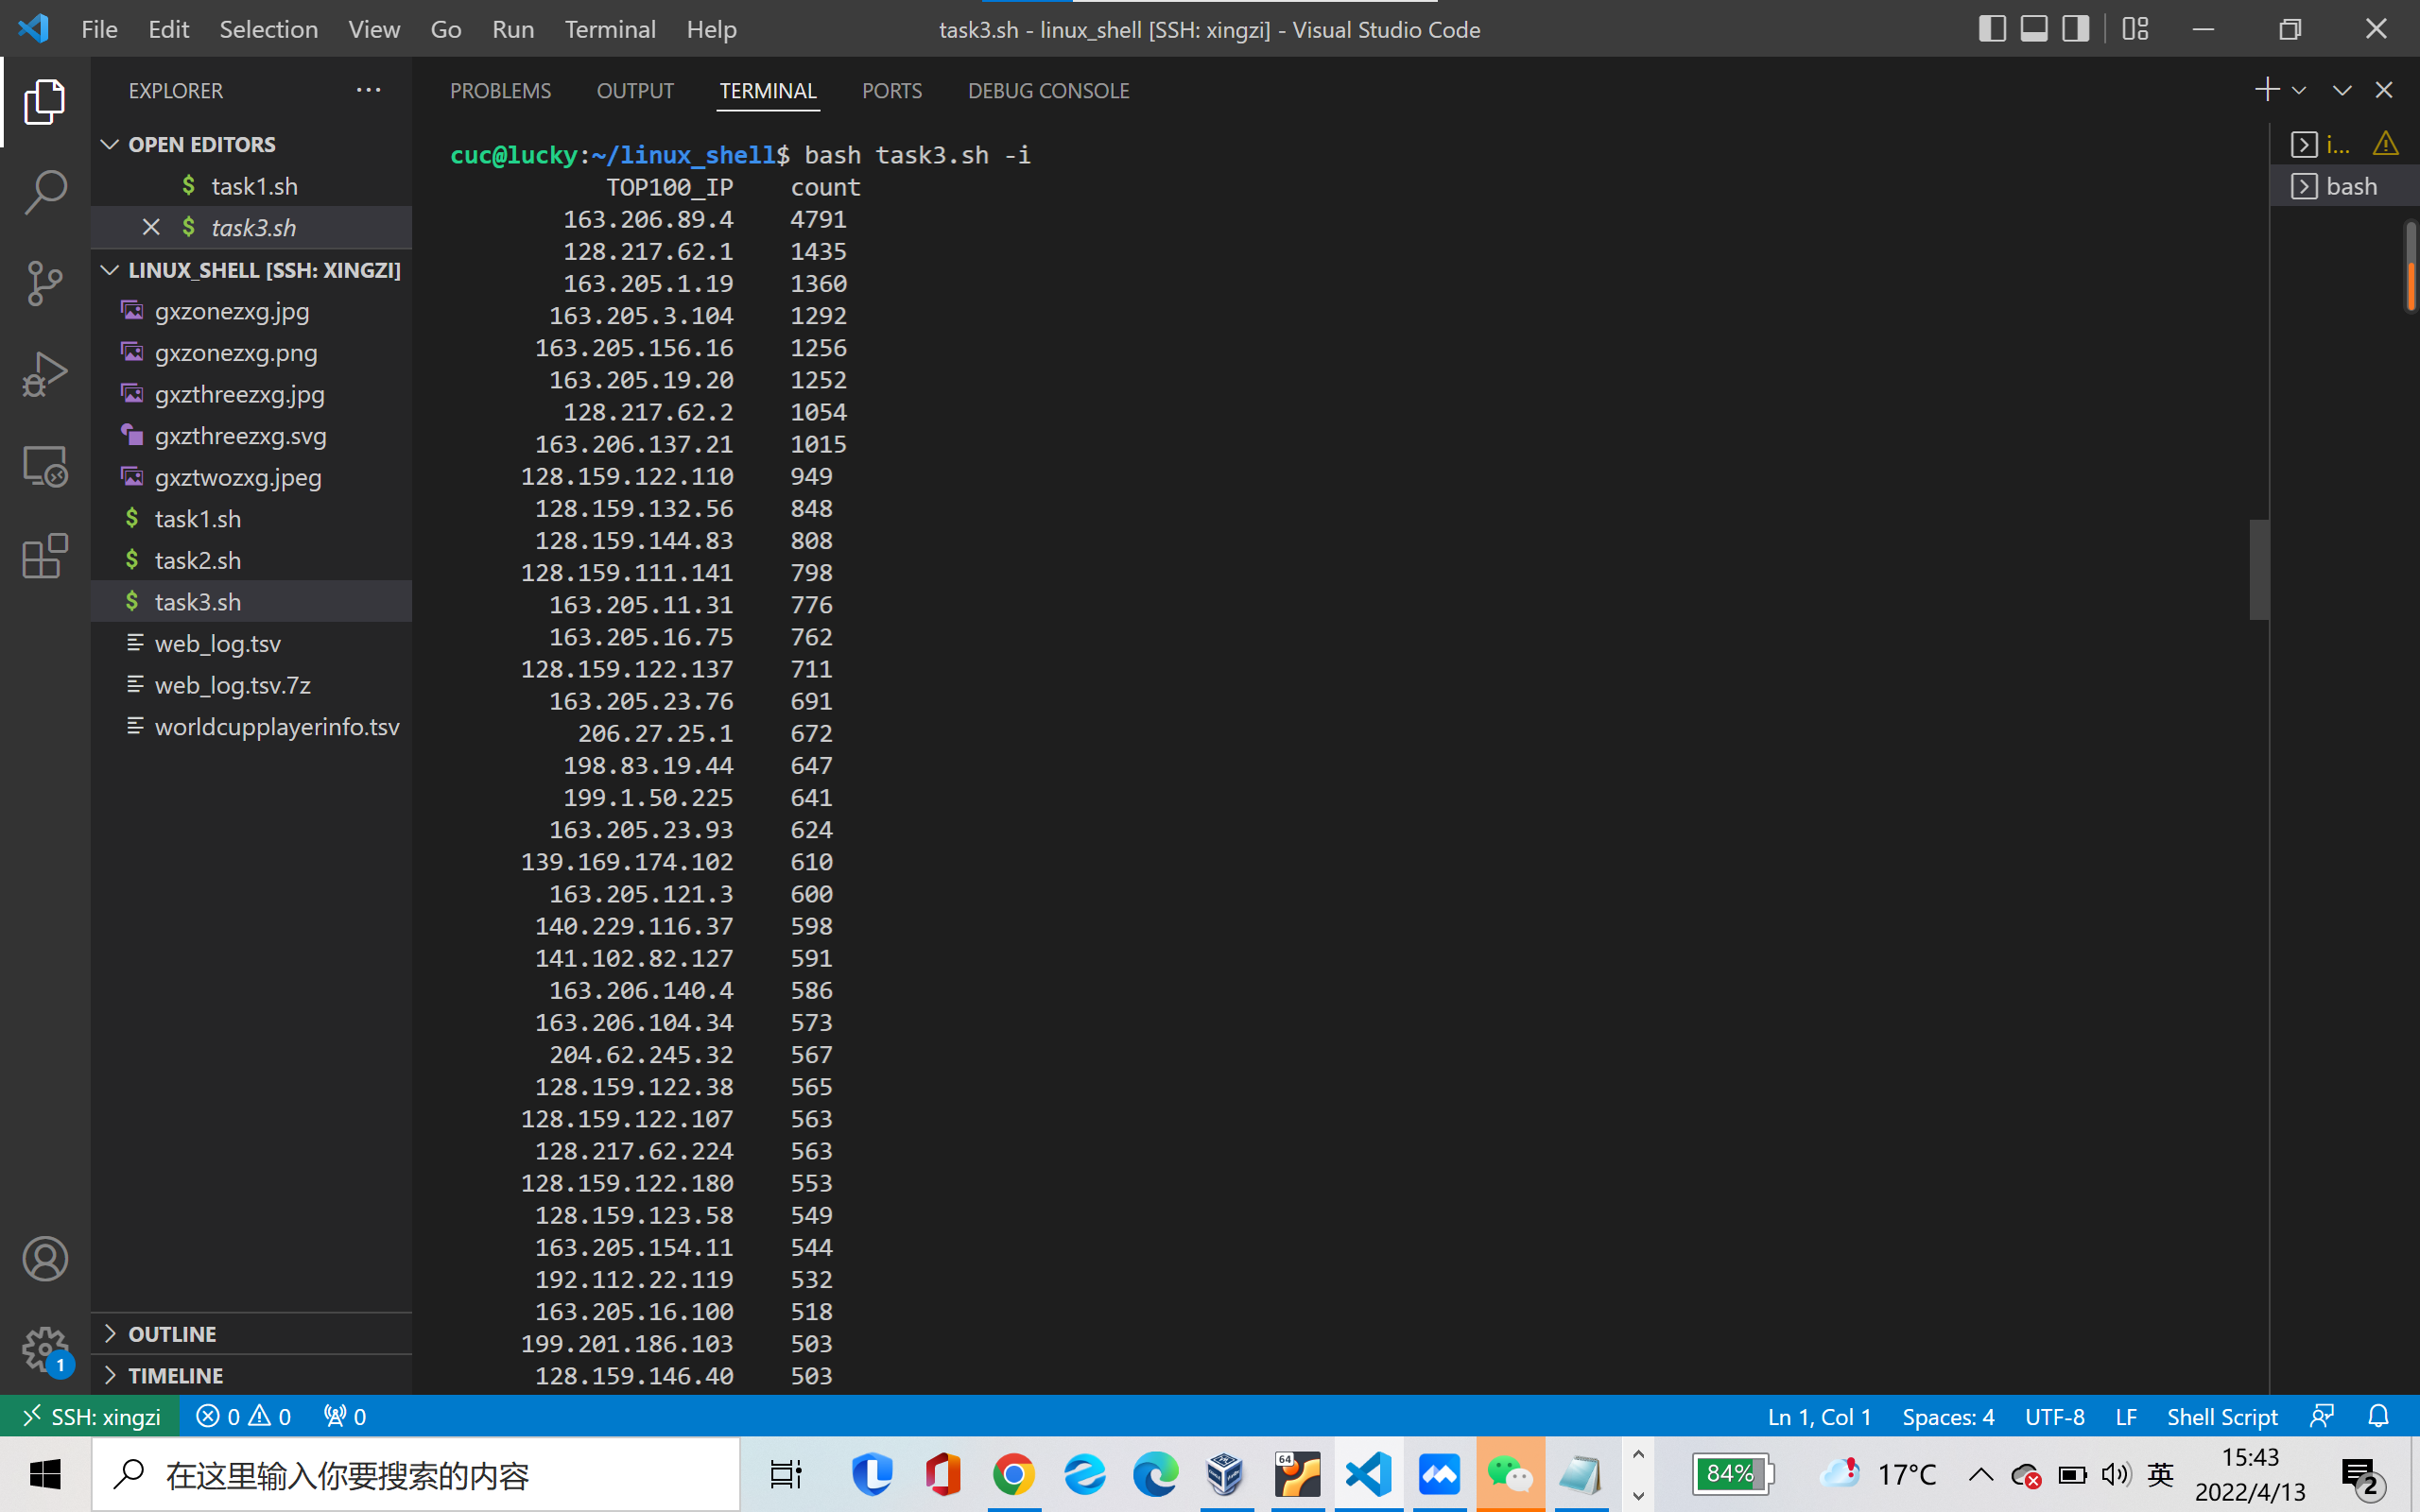 File Edit Selection View Go Run Terminal Help
task3.sh - linux_shell [SSH: xingzi] - Visual Studio Code
EXPLORER
OPEN EDITORS
$ task1.sh
$ task3.sh
LINUX_SHELL [SSH: XINGZI]
gxzonezxg.jpg
gxzonezxg.png
gxzthreezxg.jpg
gxzthreezxg.svg
gxztwozxg.jpeg
$ task1.sh
$ task2.sh
$ task3.sh
web_log.tsv
web_log.tsv.7z
worldcupplayerinfo.tsv
OUTLINE
TIMELINE
1
PROBLEMS OUTPUT TERMINAL PORTS DEBUG CONSOLE
cuc@lucky:~/linux_shell$ bash task3.sh -i
TOP100_IP count
163.206.89.4 4791
128.217.62.1 1435
163.205.1.19 1360
163.205.3.104 1292
163.205.156.16 1256
163.205.19.20 1252
128.217.62.2 1054
163.206.137.21 1015
128.159.122.110 949
128.159.132.56 848
128.159.144.83 808
128.159.111.141 798
163.205.11.31 776
163.205.16.75 762
128.159.122.137 711
163.205.23.76 691
206.27.25.1 672
198.83.19.44 647
199.1.50.225 641
163.205.23.93 624
139.169.174.102 610
163.205.121.3 600
140.229.116.37 598
141.102.82.127 591
163.206.140.4 586
163.206.104.34 573
204.62.245.32 567
128.159.122.38 565
128.159.122.107 563
128.217.62.224 563
128.159.122.180 553
128.159.123.58 549
163.205.154.11 544
192.112.22.119 532
163.205.16.100 518
199.201.186.103 503
128.159.146.40 503
i...
bash
SSH: xingzi 0 0 0
Ln 1, Col 1 Spaces: 4 UTF-8 LF Shell Script
在这里输入你要搜索的内容
64
84%
17°C
英
15:43
2022/4/13
2